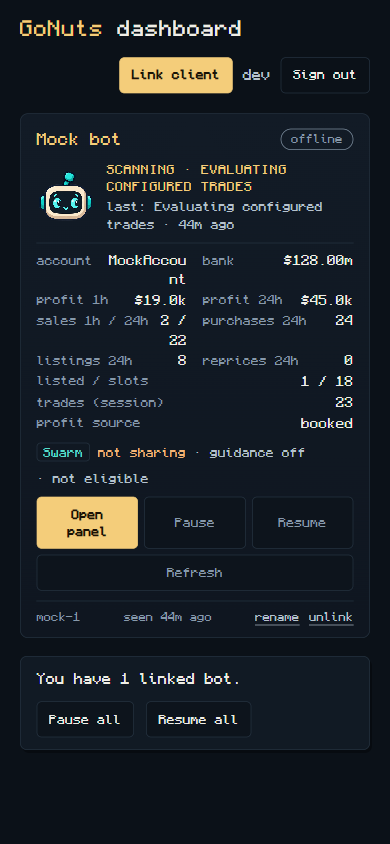 GoNuts dashboard
Link client dev Sign out
Mock bot offline
SCANNING · EVALUATING
CONFIGURED TRADES
last: Evaluating configured
trades · 44m ago
account MockAccou bank $128.00m
nt
profit 1h $19.0k profit 24h $45.0k
sales 1h / 24h 2 / purchases 24h 24
22
listings 24h 8 reprices 24h 0
listed / slots 1 / 18
trades (session) 23
profit source booked
Swarm not sharing · guidance off
· not eligible
Open
panel Pause Resume
Refresh
mock-1 seen 44m ago rename unlink
You have 1 linked bot.
Pause all Resume all